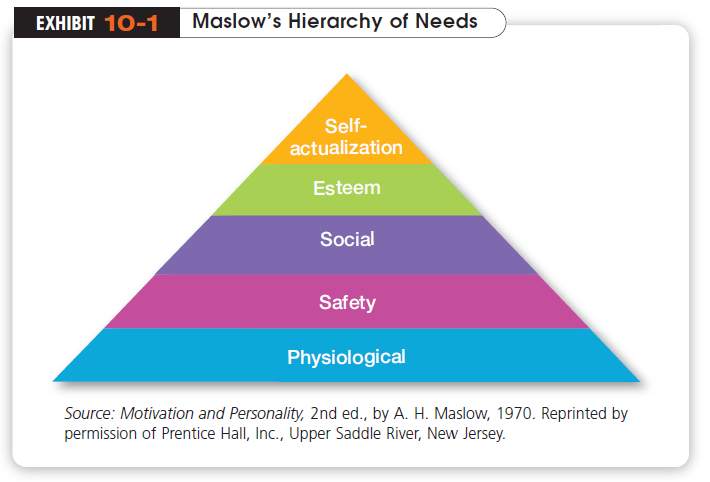 EXHIBIT 10-1 Maslow's Hierarchy of Needs
Self-
actualization
Esteem
Social
Safety
Physiological
Source: Motivation and Personality, 2nd ed., by A. H. Maslow, 1970. Reprinted by
permission of Prentice Hall, Inc., Upper Saddle River, New Jersey.